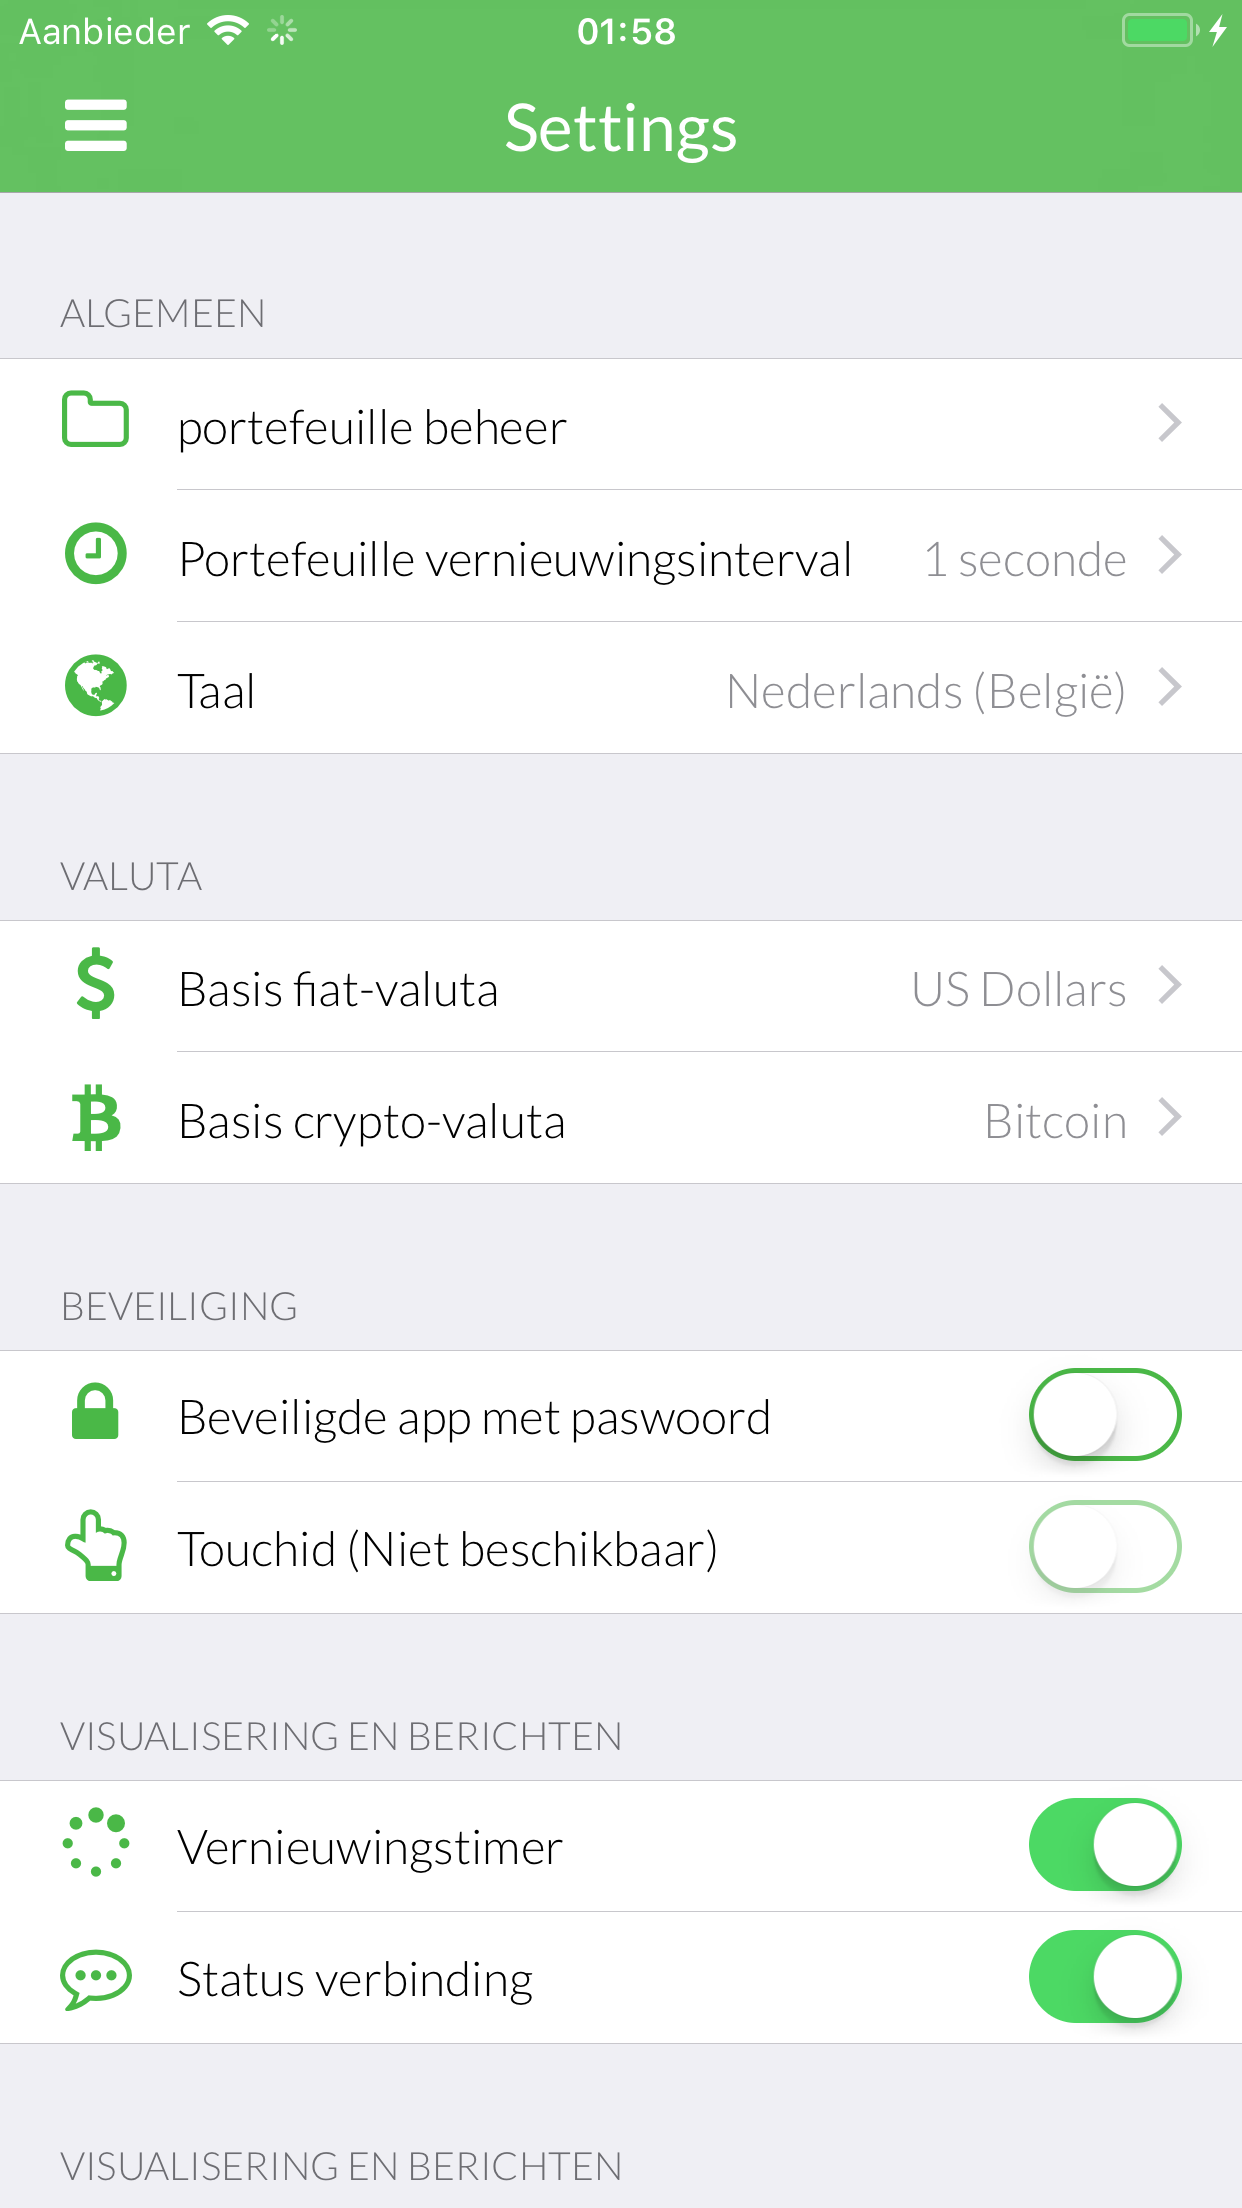 Aanbieder 01:58
Settings
ALGEMEEN
portefeuille beheer
Portefeuille vernieuwingsinterval 1 seconde
Taal Nederlands (België)
VALUTA
Basis fiat-valuta US Dollars
Basis crypto-valuta Bitcoin
BEVEILIGING
Beveiligde app met paswoord
Touchid (Niet beschikbaar)
VISUALISERING EN BERICHTEN
Vernieuwingstimer
Status verbinding
VISUALISERING EN BERICHTEN